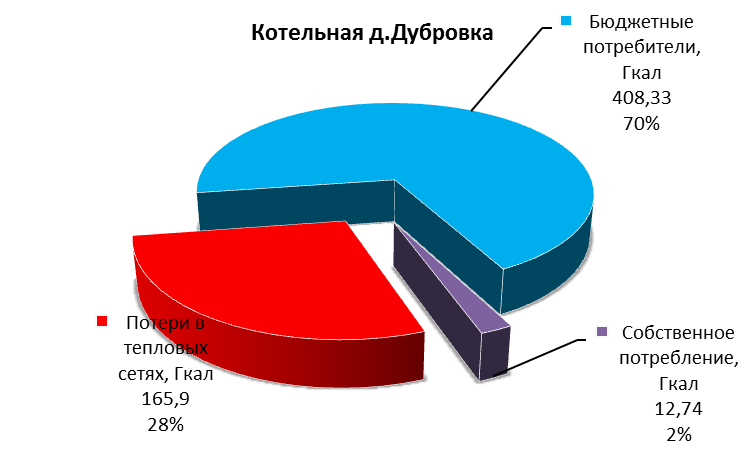 Котельная д.Дубровка
Бюджетные
потребители,
Гкал
408,33
70%
Потери в
тепловых
сетях, Гкал
165,9
28%
Собственное
потребление,
Гкал
12,74
2%